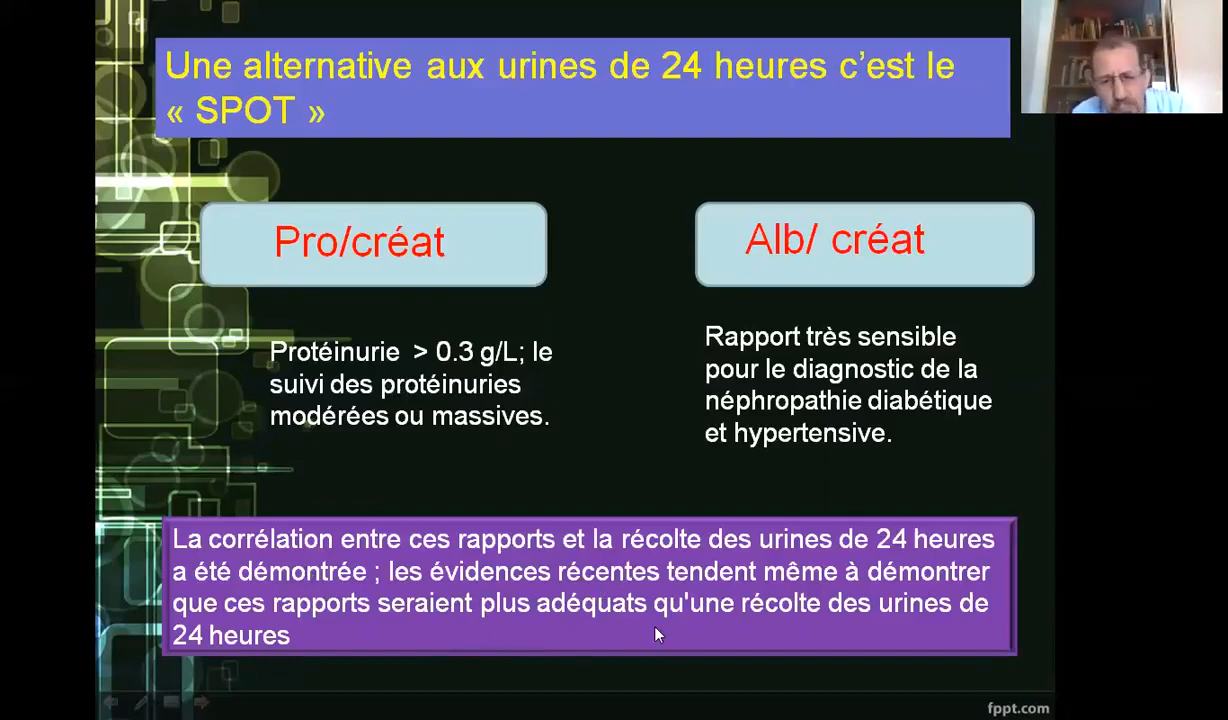 Une alternative aux urines de 24 heures c’est le
« SPOT »
Pro/créat
Alb/ créat
Protéinurie > 0.3 g/L; le
suivi des protéinuries
modérées ou massives.
Rapport très sensible
pour le diagnostic de la
néphropathie diabétique
et hypertensive.
La corrélation entre ces rapports et la récolte des urines de 24 heures
a été démontrée ; les évidences récentes tendent même à démontrer
que ces rapports seraient plus adéquats qu'une récolte des urines de
24 heures
fppt.com